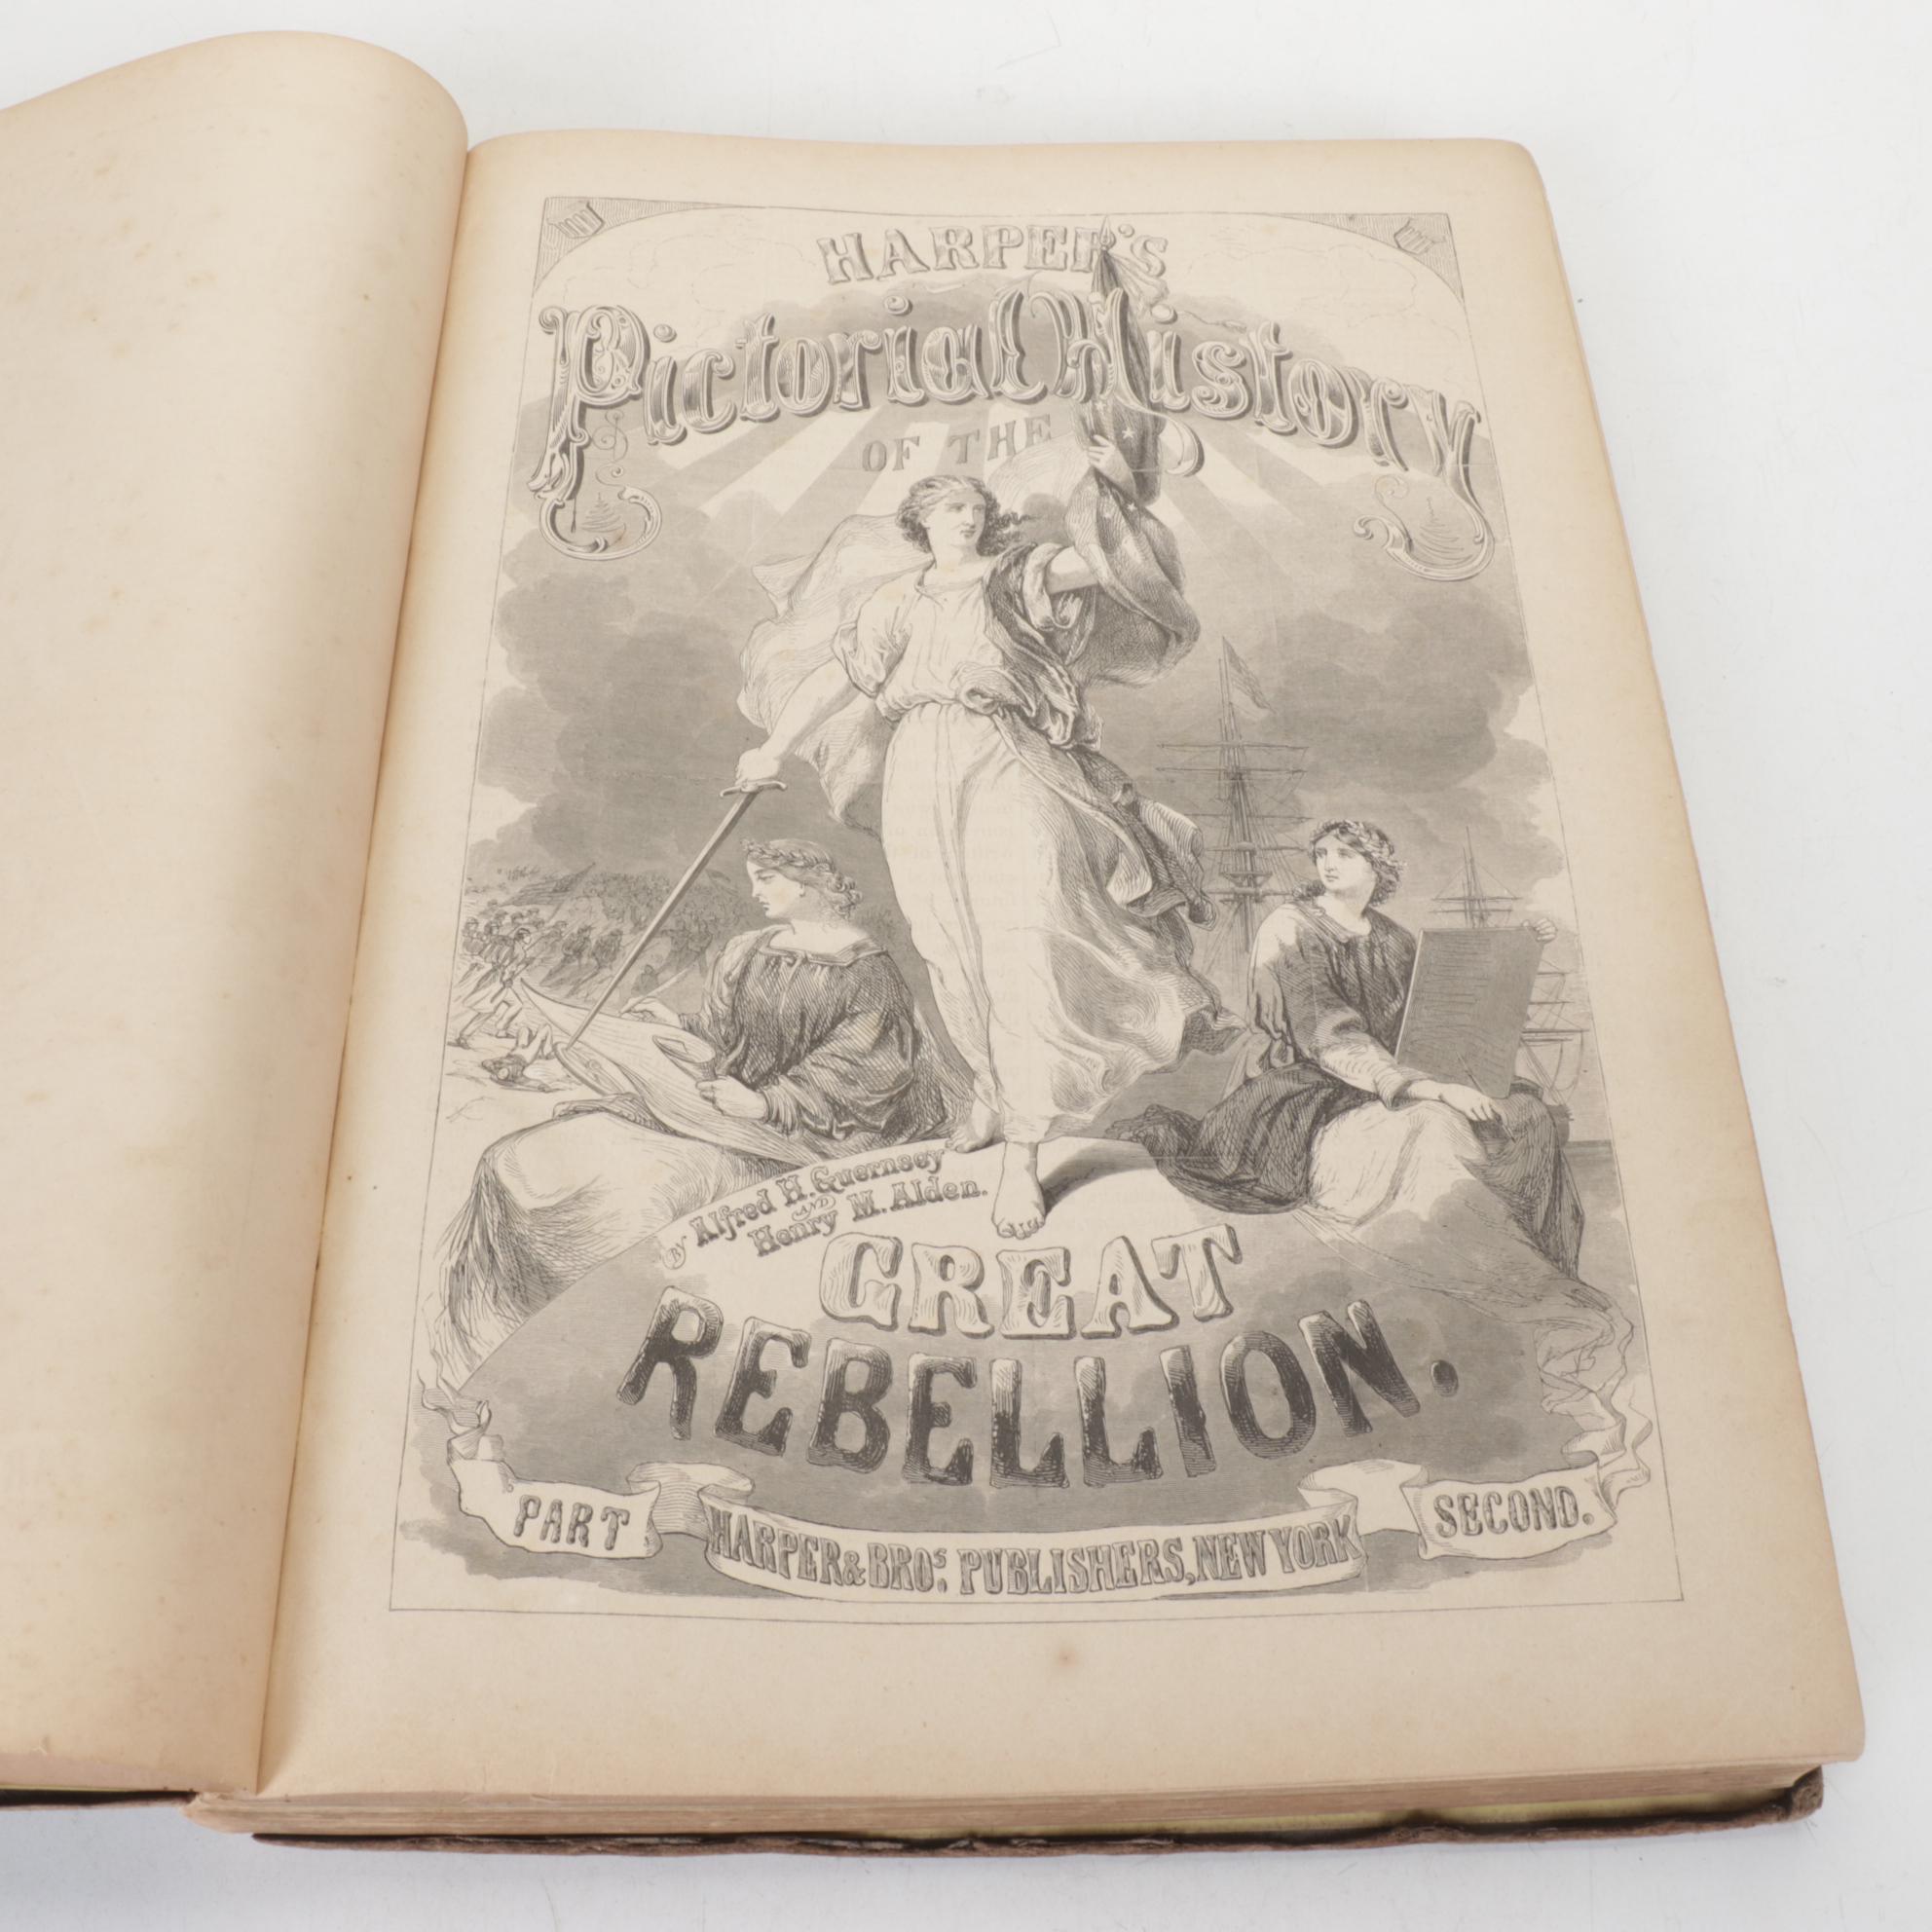 HARPER'S
Pictorial History
OF THE
BY Alfred H. Guernsey
AND
Henry M. Alden.
GREAT
REBELLION.
PART SECOND.
HARPER & BROS. PUBLISHERS, NEW YORK